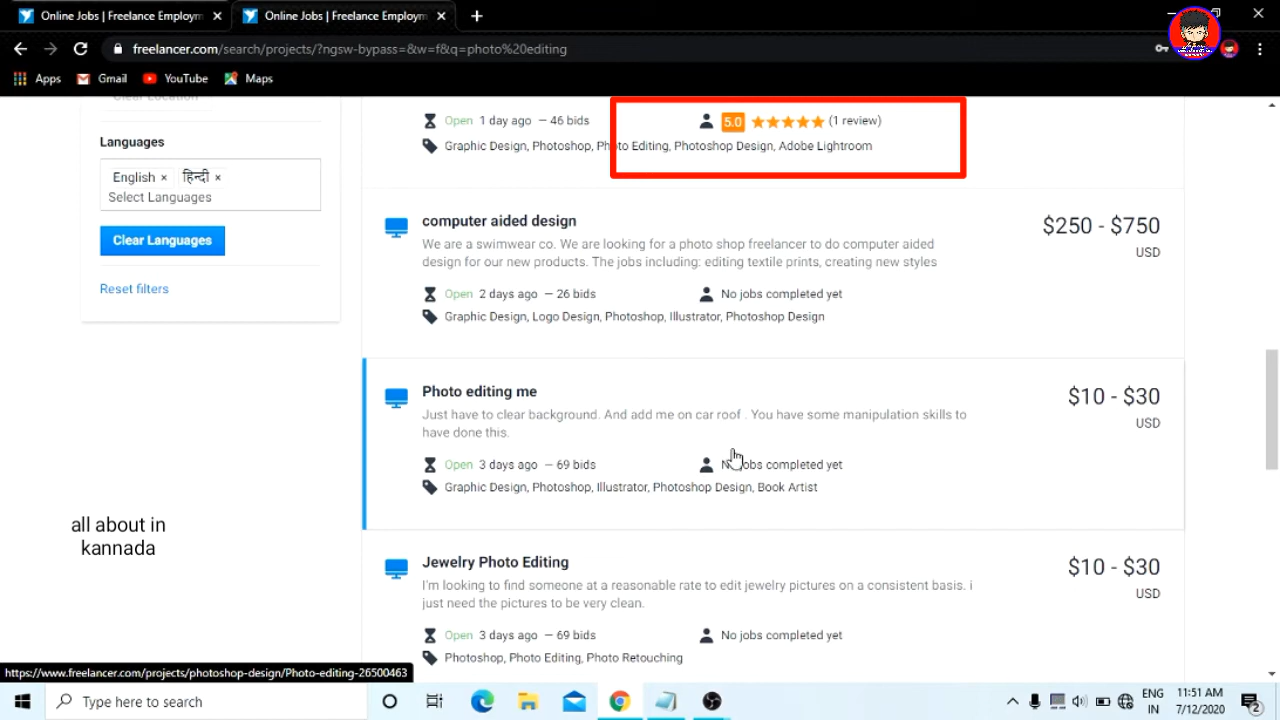 Online Jobs | Freelance Employm
Online Jobs | Freelance Employm
freelancer.com/search/projects/?ngsw-bypass=&w=f&q=photo%20editing
Apps Gmail YouTube Maps
Clear Location
Languages
English × हिन्दी ×
Select Languages
Clear Languages
Reset filters
Open 1 day ago — 46 bids
5.0 (1 review)
Graphic Design, Photoshop, Photo Editing, Photoshop Design, Adobe Lightroom
computer aided design
$250 - $750
USD
We are a swimwear co. We are looking for a photo shop freelancer to do computer aided
design for our new products. The jobs including: editing textile prints, creating new styles
Open 2 days ago — 26 bids
No jobs completed yet
Graphic Design, Logo Design, Photoshop, Illustrator, Photoshop Design
Photo editing me
$10 - $30
USD
Just have to clear background. And add me on car roof . You have some manipulation skills to
have done this.
Open 3 days ago — 69 bids
No jobs completed yet
Graphic Design, Photoshop, Illustrator, Photoshop Design, Book Artist
all about in
kannada
Jewelry Photo Editing
$10 - $30
USD
I'm looking to find someone at a reasonable rate to edit jewelry pictures on a consistent basis. i
just need the pictures to be very clean.
Open 3 days ago — 69 bids
No jobs completed yet
Photoshop, Photo Editing, Photo Retouching
https://www.freelancer.com/projects/photoshop-design/Photo-editing-26500463
Type here to search
ENG
IN
11:51 AM
7/12/2020
2